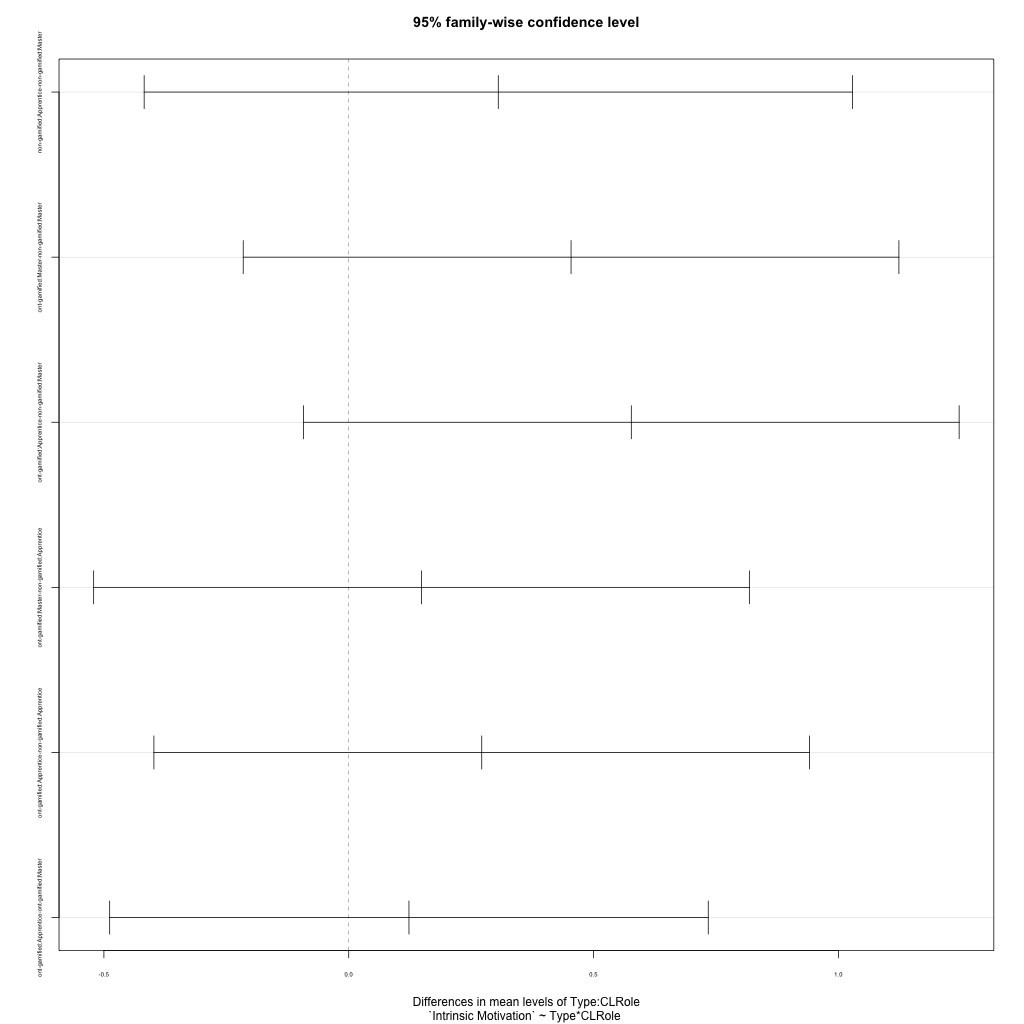 95% family-wise confidence level
non-gamified:Apprentice-non-gamified:Master
ont-gamified:Master-non-gamified:Master
ont-gamified:Apprentice-non-gamified:Master
ont-gamified:Master-non-gamified:Apprentice
ont-gamified:Apprentice-non-gamified:Apprentice
ont-gamified:Apprentice-ont-gamified:Master
-0.5 0.0 0.5 1.0
Differences in mean levels of Type:CLRole
`Intrinsic Motivation` ~ Type*CLRole